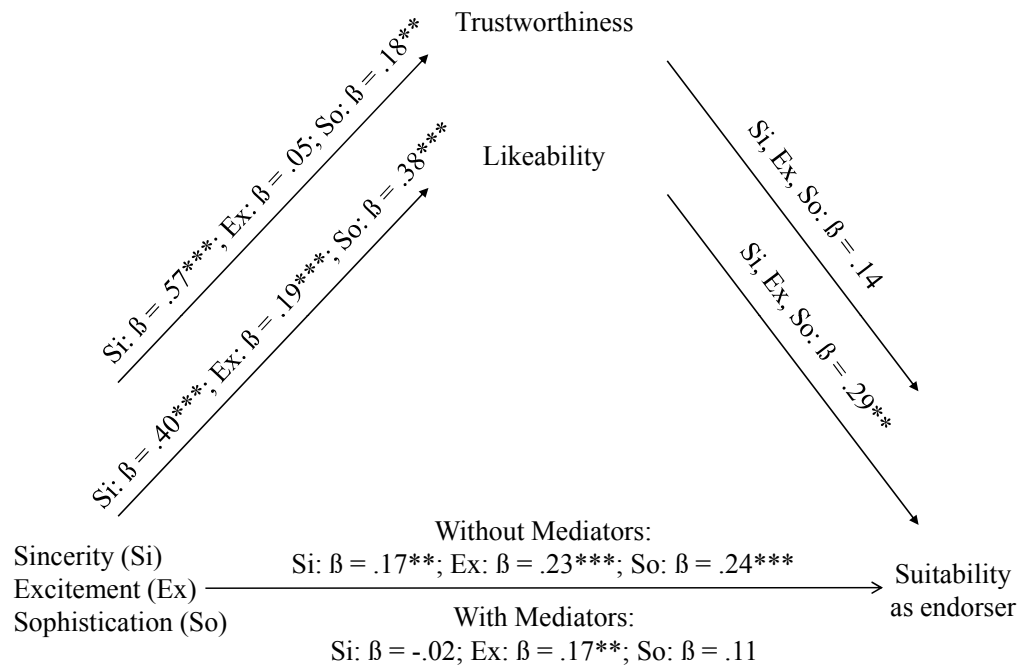 Trustworthiness
Si: ß = .57***; Ex: ß = .05; So: ß = .18**
Likeability
Si: ß = .40***; Ex: ß = .19***; So: ß = .38***
Si, Ex, So: ß = .14
Si, Ex, So: ß = .29**
Sincerity (Si)
Excitement (Ex)
Sophistication (So)
Without Mediators:
Si: ß = .17**; Ex: ß = .23***; So: ß = .24***
With Mediators:
Si: ß = -.02; Ex: ß = .17**; So: ß = .11
Suitability
as endorser